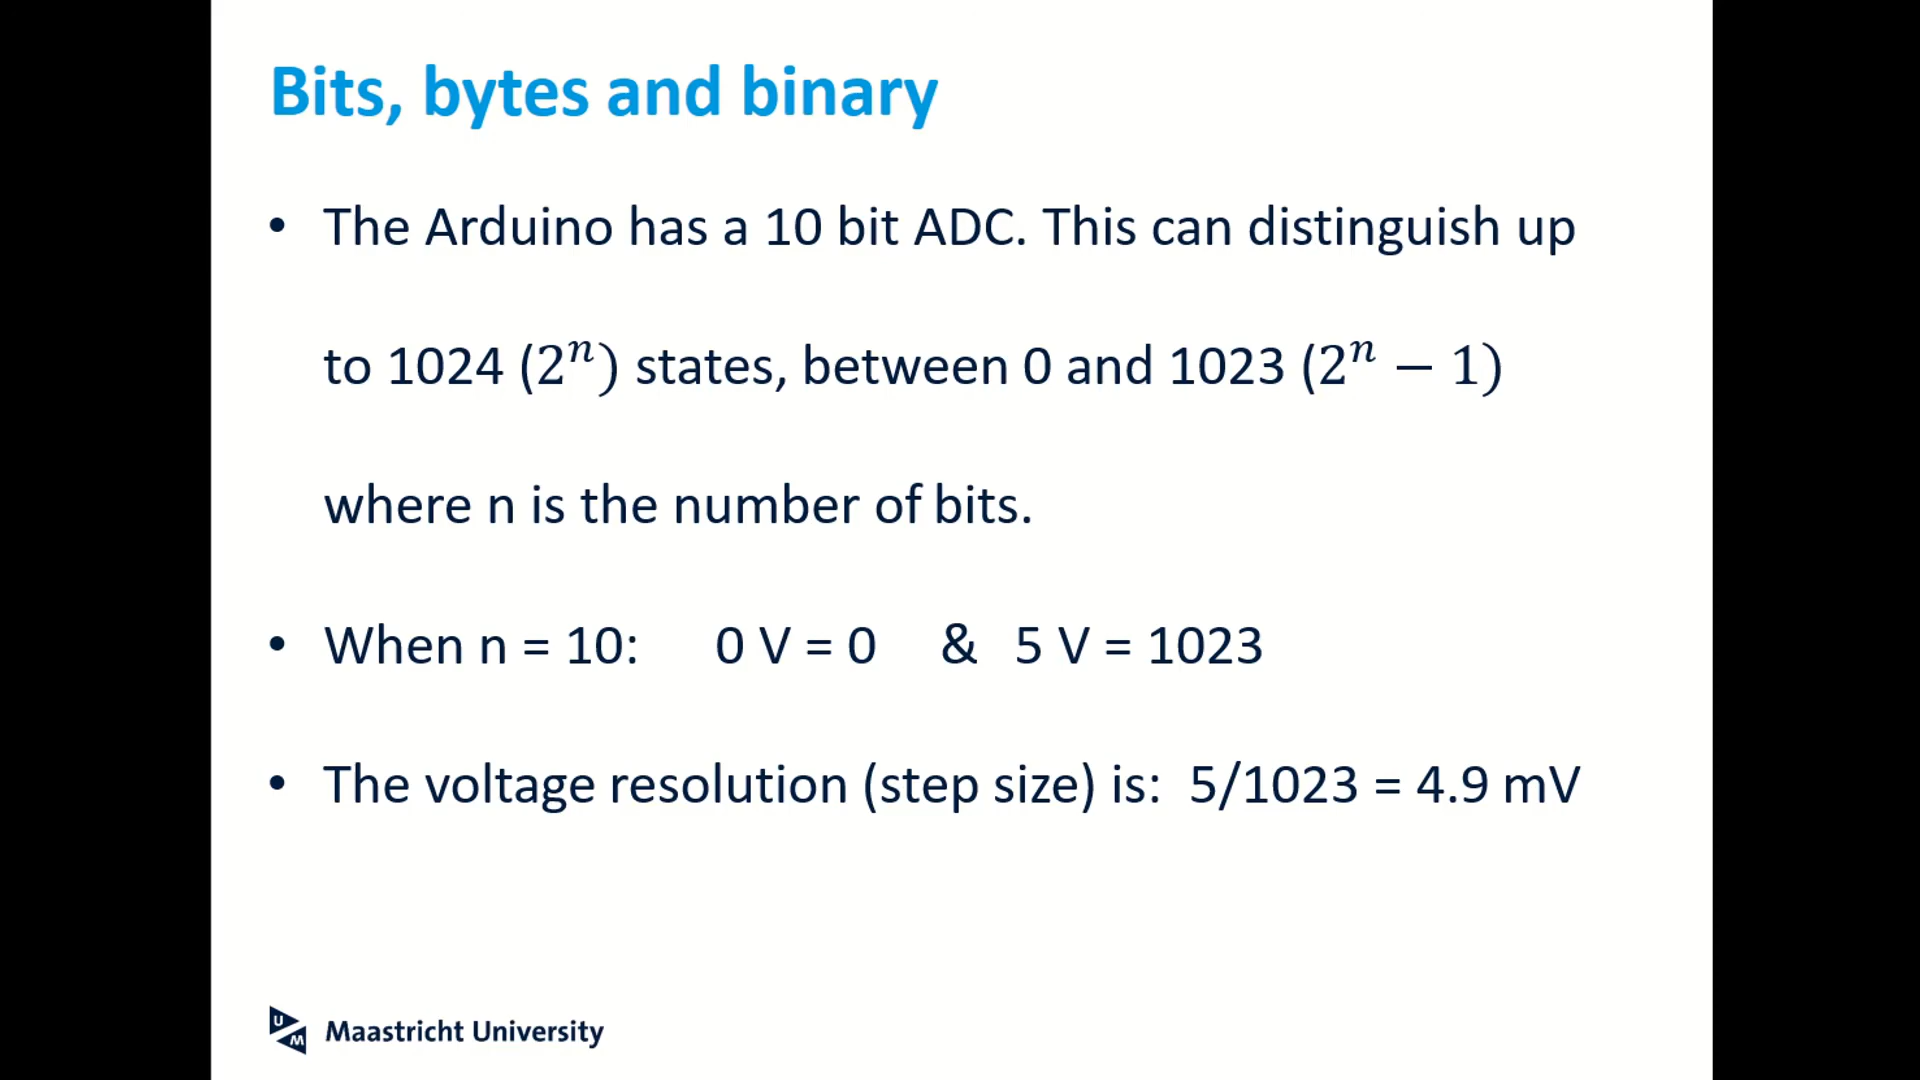 Bits, bytes and binary
• The Arduino has a 10 bit ADC. This can distinguish up
to 1024 (2ⁿ) states, between 0 and 1023 (2ⁿ − 1)
where n is the number of bits.
• When n = 10: 0 V = 0 & 5 V = 1023
• The voltage resolution (step size) is: 5/1023 = 4.9 mV
UM Maastricht University